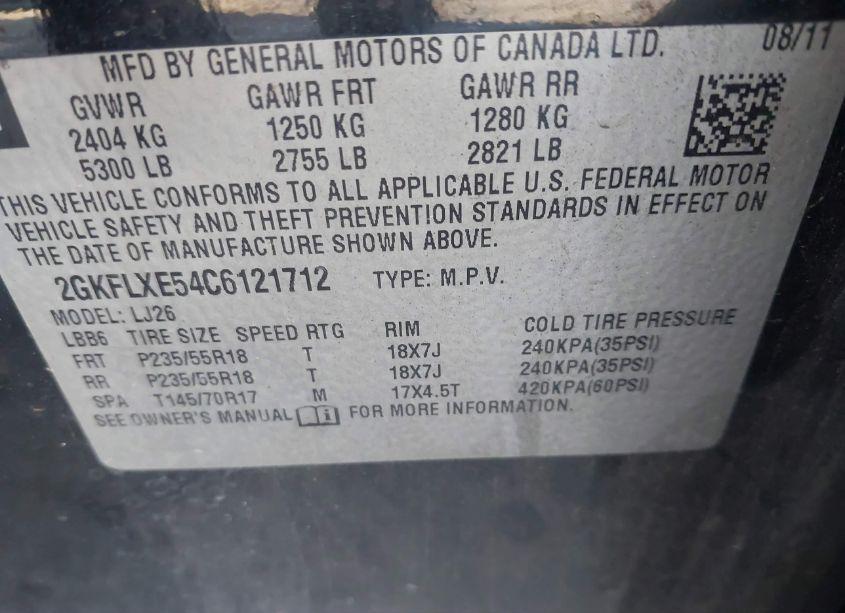 MFD BY GENERAL MOTORS OF CANADA LTD. 08/11
GVWR GAWR FRT GAWR RR
2404 KG 1250 KG 1280 KG
5300 LB 2755 LB 2821 LB
THIS VEHICLE CONFORMS TO ALL APPLICABLE U.S. FEDERAL MOTOR
VEHICLE SAFETY AND THEFT PREVENTION STANDARDS IN EFFECT ON
THE DATE OF MANUFACTURE SHOWN ABOVE.
2GKFLXE54C6121712 TYPE: M.P.V.
MODEL: LJ26
LBB6 TIRE SIZE SPEED RTG RIM COLD TIRE PRESSURE
FRT P235/55R18 T 18X7J 240KPA(35PSI)
RR P235/55R18 T 18X7J 240KPA(35PSI)
SPA T145/70R17 M 17X4.5T 420KPA(60PSI)
SEE OWNER'S MANUAL FOR MORE INFORMATION.